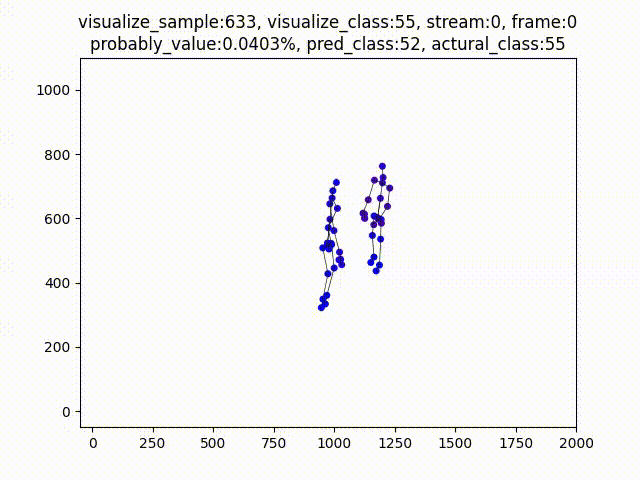 visualize_sample:633, visualize_class:55, stream:0, frame:0
probably_value:0.0403%, pred_class:52, actural_class:55
1000
800
600
400
200
0
0 250 500 750 1000 1250 1500 1750 2000